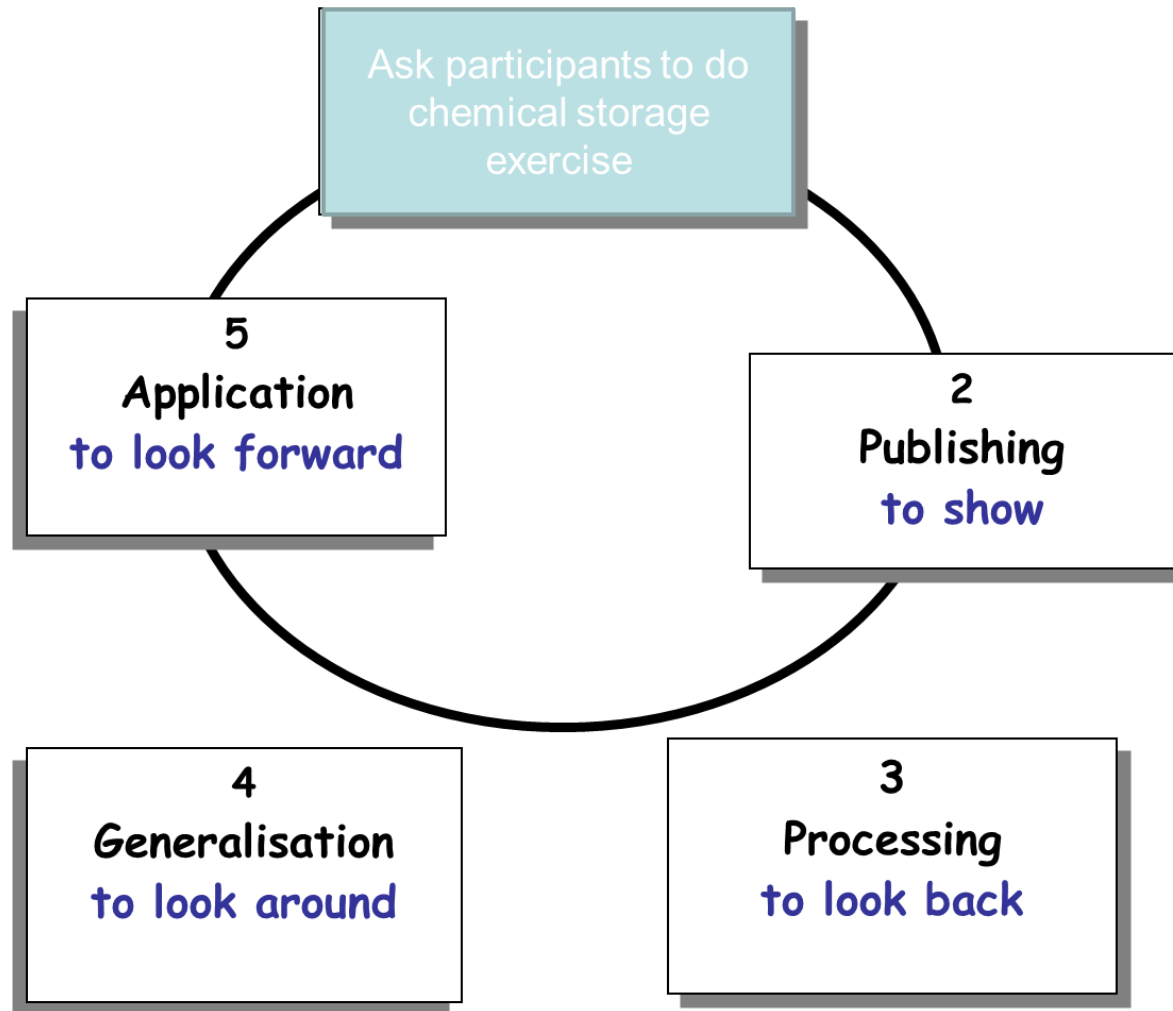 Ask participants to do
chemical storage
exercise
5
Application
to look forward
2
Publishing
to show
4
Generalisation
to look around
3
Processing
to look back